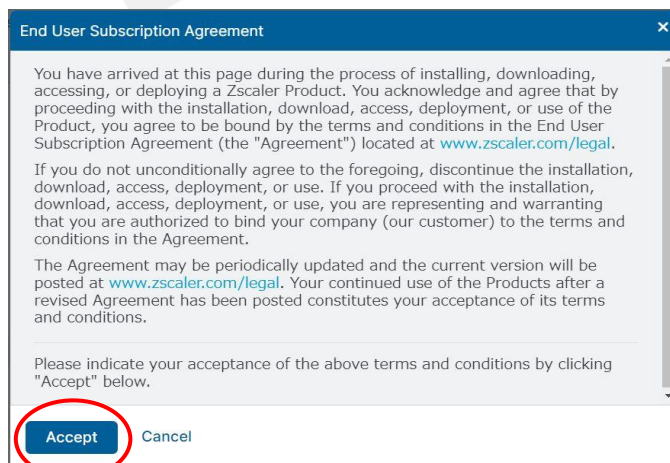 End User Subscription Agreement
You have arrived at this page during the process of installing, downloading,
accessing, or deploying a Zscaler Product. You acknowledge and agree that by
proceeding with the installation, download, access, deployment, or use of the
Product, you agree to be bound by the terms and conditions in the End User
Subscription Agreement (the "Agreement") located at www.zscaler.com/legal.
If you do not unconditionally agree to the foregoing, discontinue the installation,
download, access, deployment, or use. If you proceed with the installation,
download, access, deployment, or use, you are representing and warranting
that you are authorized to bind your company (our customer) to the terms and
conditions in the Agreement.
The Agreement may be periodically updated and the current version will be
posted at www.zscaler.com/legal. Your continued use of the Products after a
revised Agreement has been posted constitutes your acceptance of its terms
and conditions.
Please indicate your acceptance of the above terms and conditions by clicking
"Accept" below.
Accept Cancel